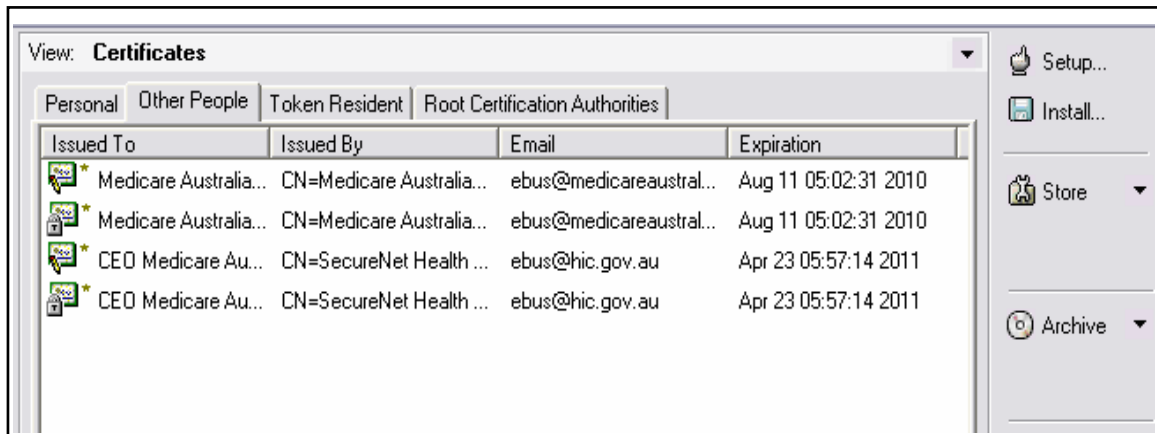 View: Certificates
Setup...
Personal Other People Token Resident Root Certification Authorities
Install...
Issued To Issued By Email Expiration
Medicare Australia... CN=Medicare Australia... ebus@medicareaustral... Aug 11 05:02:31 2010
Store
Medicare Australia... CN=Medicare Australia... ebus@medicareaustral... Aug 11 05:02:31 2010
CEO Medicare Au... CN=SecureNet Health ... ebus@hic.gov.au Apr 23 05:57:14 2011
CEO Medicare Au... CN=SecureNet Health ... ebus@hic.gov.au Apr 23 05:57:14 2011
Archive